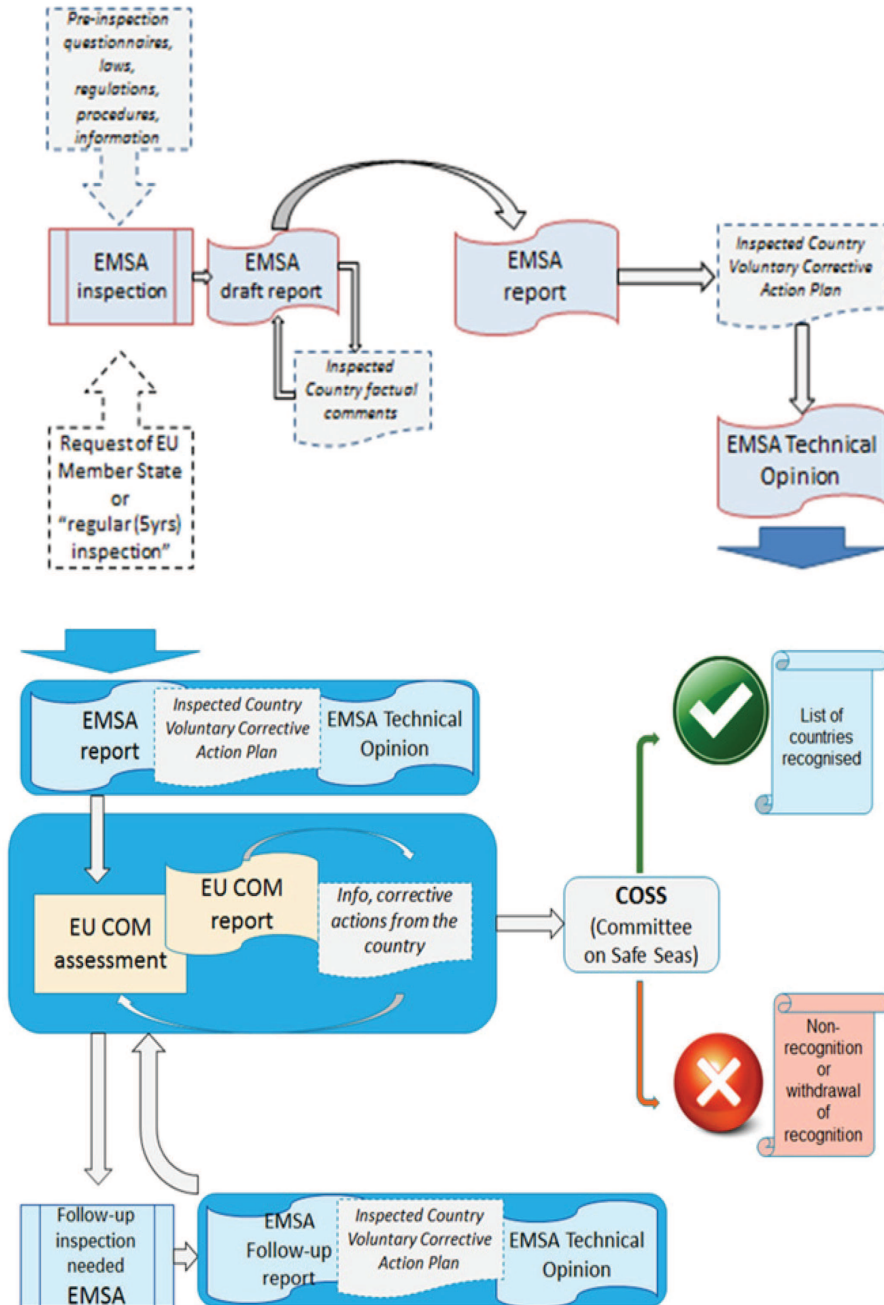 Pre-inspection
questionnaires,
laws,
regulations,
procedures,
information
EMSA
inspection
EMSA
draft report
EMSA
report
Inspected Country
Voluntary Corrective
Action Plan
Inspected
Country factual
comments
Request of EU
Member State
or
“regular (5yrs)
inspection”
EMSA Technical
Opinion
EMSA
report
Inspected Country
Voluntary Corrective
Action Plan
EMSA Technical
Opinion
List of
countries
recognised
EU COM
assessment
EU COM
report
Info, corrective
actions from the
country
COSS
(Committee
on Safe Seas)
Non-
recognition
or
withdrawal
of
recognition
Follow-up
inspection
needed
EMSA
EMSA
Follow-up
report
Inspected Country
Voluntary Corrective
Action Plan
EMSA Technical
Opinion